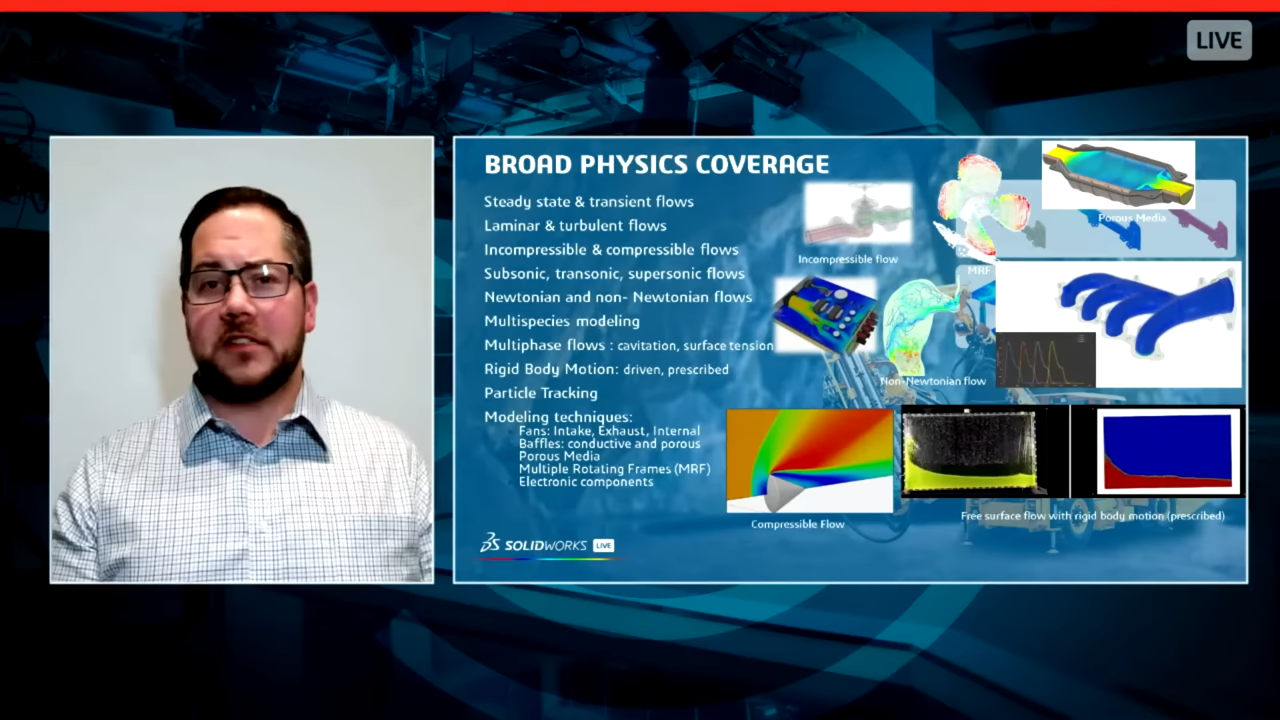 LIVE
BROAD PHYSICS COVERAGE
Steady state & transient flows
Laminar & turbulent flows
Incompressible & compressible flows
Subsonic, transonic, supersonic flows
Newtonian and non- Newtonian flows
Multispecies modeling
Multiphase flows : cavitation, surface tension
Rigid Body Motion: driven, prescribed
Particle Tracking
Modeling techniques:
Fans: Intake, Exhaust, Internal
Baffles: conductive and porous
Porous Media
Multiple Rotating Frames (MRF)
Electronic components
Incompressible flow
MRF
Porous Media
Non-Newtonian flow
Compressible Flow
Free surface flow with rigid body motion (prescribed)
SOLIDWORKS LIVE